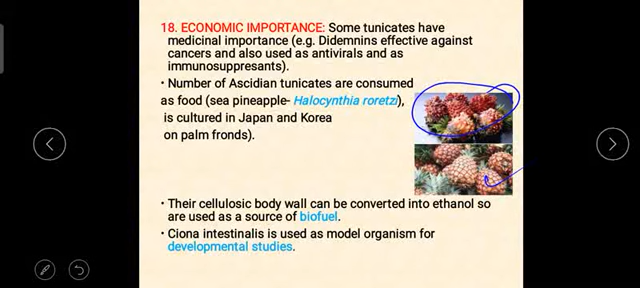 18. ECONOMIC IMPORTANCE: Some tunicates have
medicinal importance (e.g. Didemnins effective against
cancers and also used as antivirals and as
immunosuppresants).
• Number of Ascidian tunicates are consumed
as food (sea pineapple- Halocynthia roretzi),
is cultured in Japan and Korea
on palm fronds).
• Their cellulosic body wall can be converted into ethanol so
are used as a source of biofuel.
• Ciona intestinalis is used as model organism for
developmental studies.